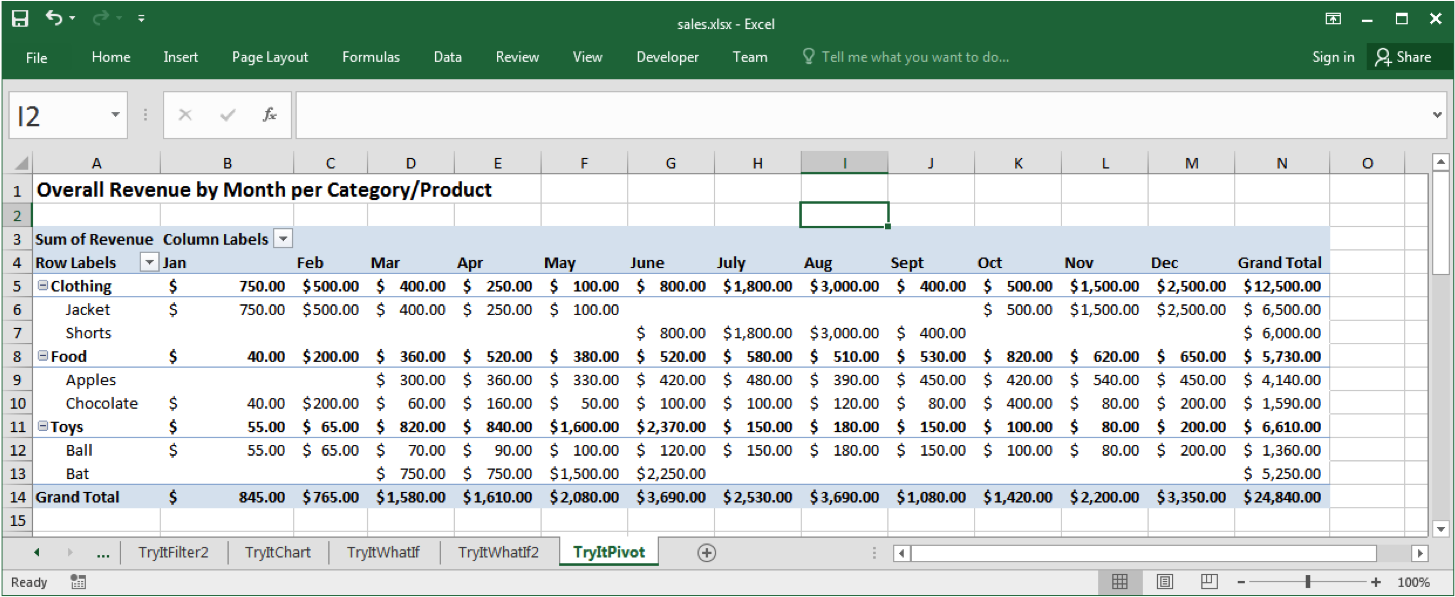 sales.xlsx - Excel
File Home Insert Page Layout Formulas Data Review View Developer Team Tell me what you want to do... Sign in Share
I2 fx
A B C D E F G H I J K L M N O
1 Overall Revenue by Month per Category/Product
2
3 Sum of Revenue Column Labels
4 Row Labels Jan Feb Mar Apr May June July Aug Sept Oct Nov Dec Grand Total
5 Clothing $ 750.00 $500.00 $ 400.00 $ 250.00 $ 100.00 $ 800.00 $1,800.00 $3,000.00 $ 400.00 $ 500.00 $1,500.00 $2,500.00 $12,500.00
6 Jacket $ 750.00 $500.00 $ 400.00 $ 250.00 $ 100.00 $ 500.00 $1,500.00 $2,500.00 $ 6,500.00
7 Shorts $ 800.00 $1,800.00 $3,000.00 $ 400.00 $ 6,000.00
8 Food $ 40.00 $200.00 $ 360.00 $ 520.00 $ 380.00 $ 520.00 $ 580.00 $ 510.00 $ 530.00 $ 820.00 $ 620.00 $ 650.00 $ 5,730.00
9 Apples $ 300.00 $ 360.00 $ 330.00 $ 420.00 $ 480.00 $ 390.00 $ 450.00 $ 420.00 $ 540.00 $ 450.00 $ 4,140.00
10 Chocolate $ 40.00 $200.00 $ 60.00 $ 160.00 $ 50.00 $ 100.00 $ 100.00 $ 120.00 $ 80.00 $ 400.00 $ 80.00 $ 200.00 $ 1,590.00
11 Toys $ 55.00 $ 65.00 $ 820.00 $ 840.00 $1,600.00 $2,370.00 $ 150.00 $ 180.00 $ 150.00 $ 100.00 $ 80.00 $ 200.00 $ 6,610.00
12 Ball $ 55.00 $ 65.00 $ 70.00 $ 90.00 $ 100.00 $ 120.00 $ 150.00 $ 180.00 $ 150.00 $ 100.00 $ 80.00 $ 200.00 $ 1,360.00
13 Bat $ 750.00 $ 750.00 $1,500.00 $2,250.00 $ 5,250.00
14 Grand Total $ 845.00 $765.00 $1,580.00 $1,610.00 $2,080.00 $3,690.00 $2,530.00 $3,690.00 $1,080.00 $1,420.00 $2,200.00 $3,350.00 $24,840.00
15
... TryItFilter2 TryItChart TryItWhatIf TryItWhatIf2 TryItPivot
Ready 100%